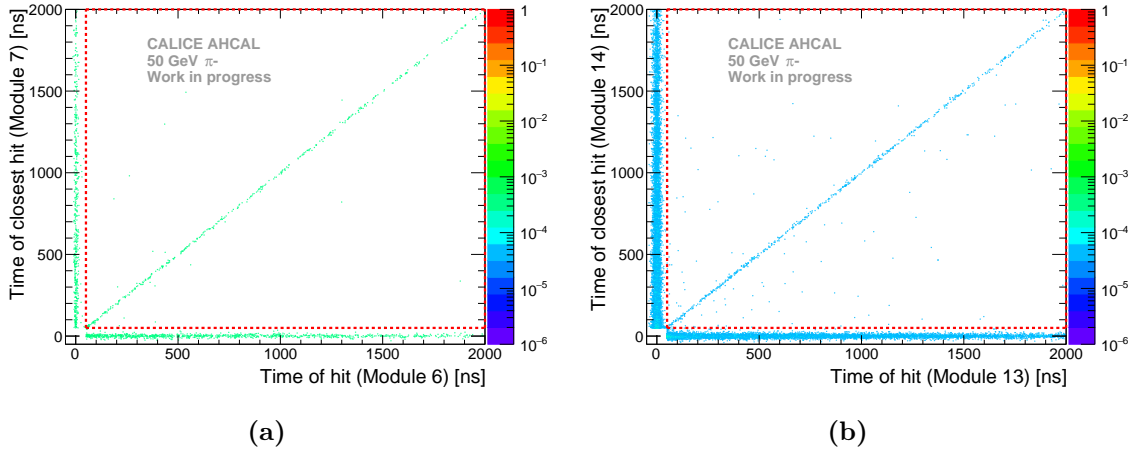 Time of closest hit (Module 7) [ns]
2000
1500
1000
500
0
CALICE AHCAL
50 GeV π-
Work in progress
0 500 1000 1500 2000
Time of hit (Module 6) [ns]
1
10⁻¹
10⁻²
10⁻³
10⁻⁴
10⁻⁵
10⁻⁶
(a)
Time of closest hit (Module 14) [ns]
2000
1500
1000
500
0
CALICE AHCAL
50 GeV π-
Work in progress
0 500 1000 1500 2000
Time of hit (Module 13) [ns]
1
10⁻¹
10⁻²
10⁻³
10⁻⁴
10⁻⁵
10⁻⁶
(b)